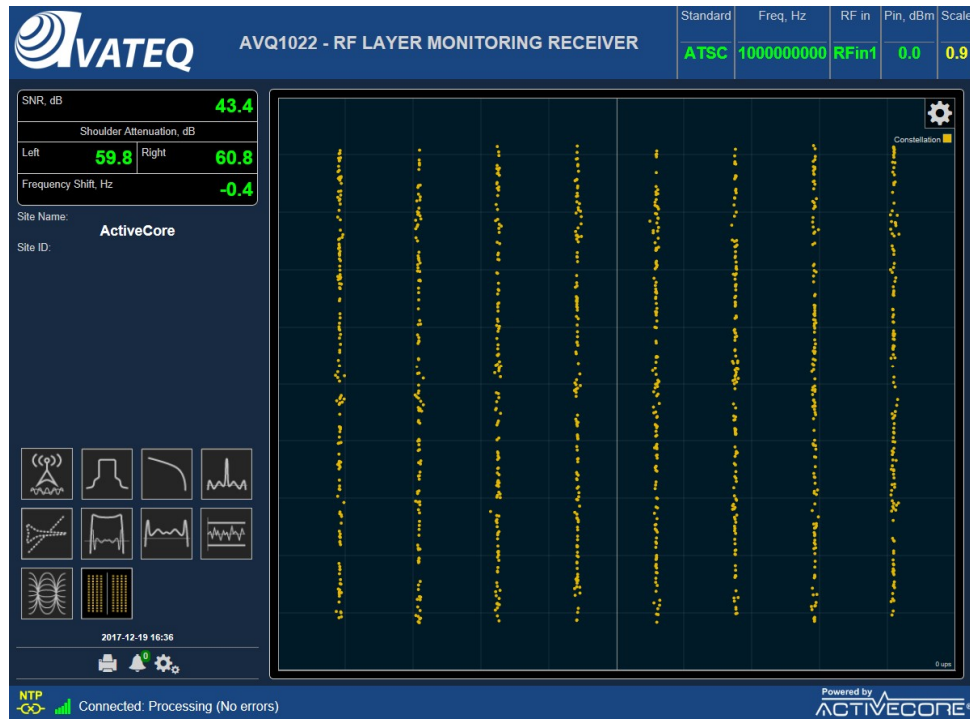 AVATEQ
AVQ1022 - RF LAYER MONITORING RECEIVER
Standard Freq, Hz RF in Pin, dBm Scale
ATSC 1000000000 RFin1 0.0 0.9
SNR, dB 43.4
Shoulder Attenuation, dB
Left 59.8 Right 60.8
Frequency Shift, Hz -0.4
Site Name:
ActiveCore
Site ID:
Constellation
0 ups
2017-12-19 16:36
0
NTP
Connected: Processing (No errors)
Powered by
ACTIVECORE®